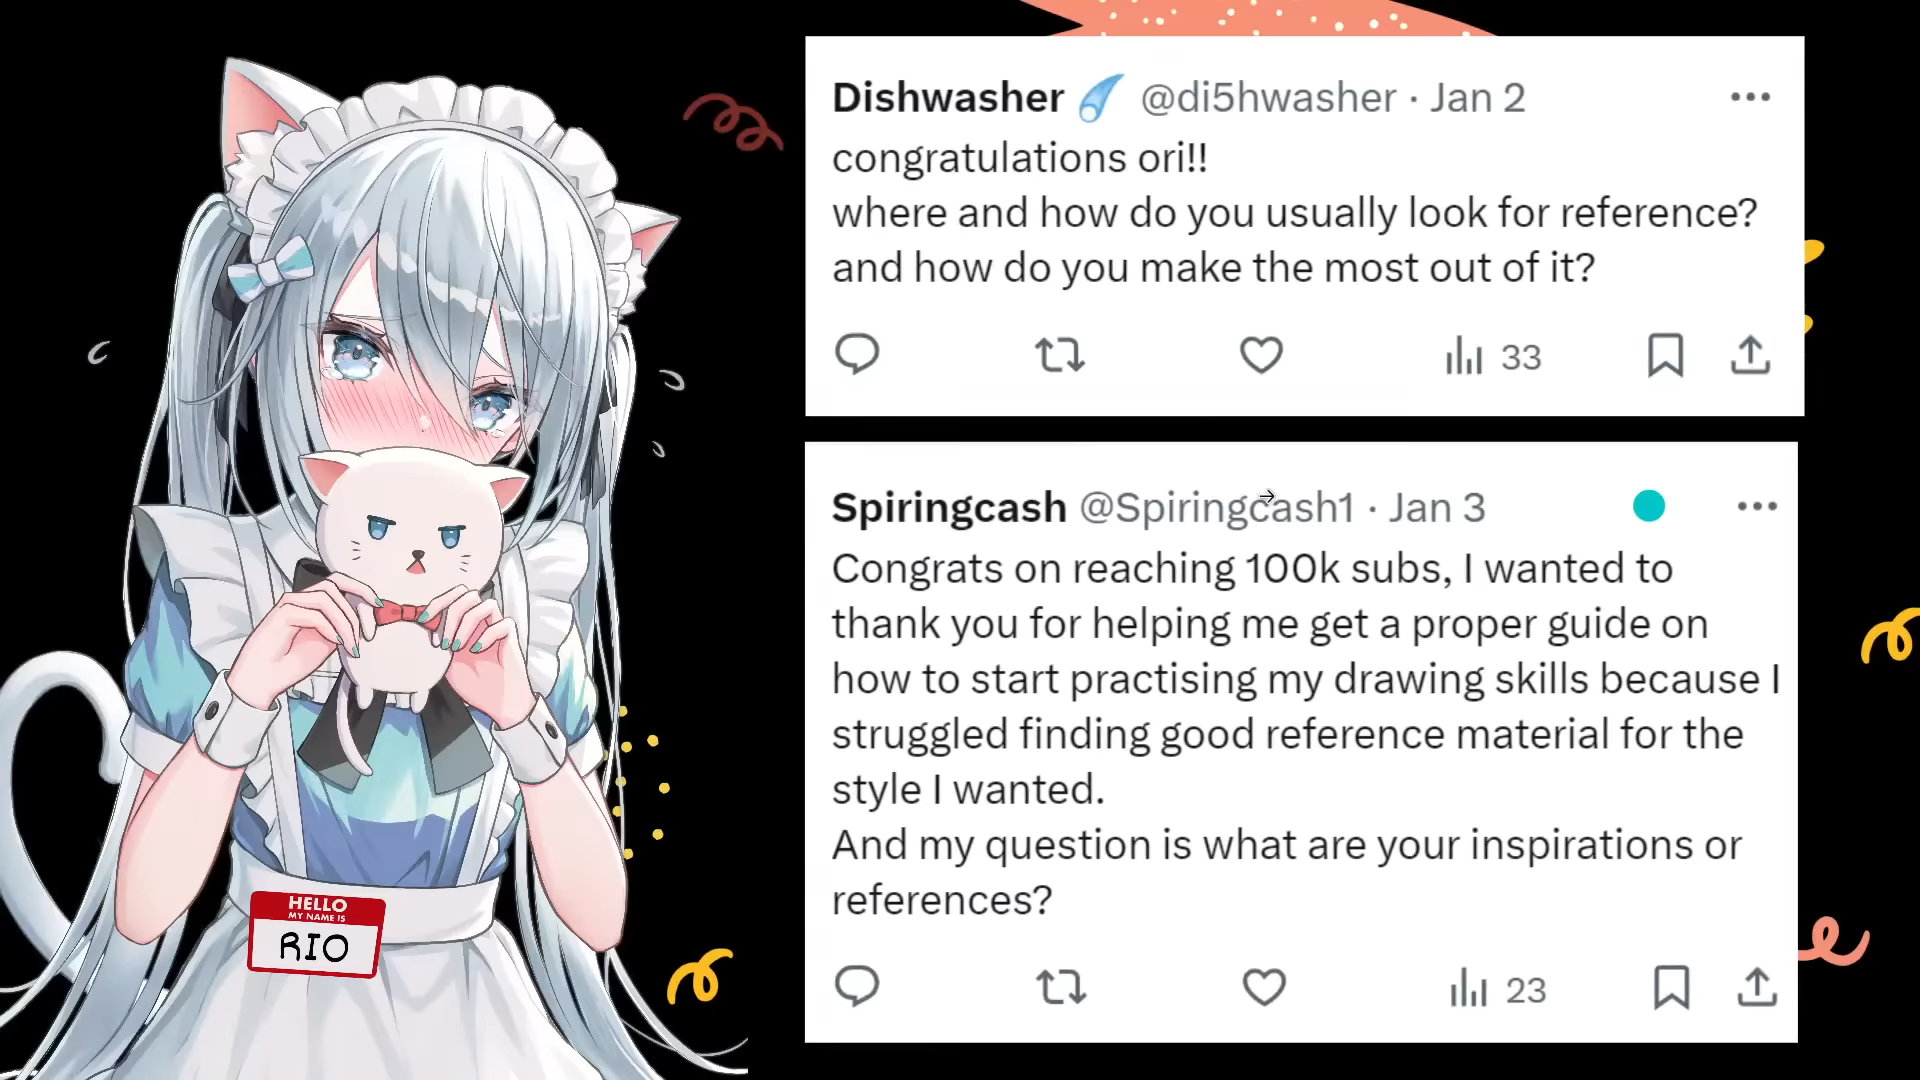 Dishwasher @di5hwasher · Jan 2
congratulations ori!!
where and how do you usually look for reference?
and how do you make the most out of it?
33
Spiringcash @Spiringcash1 · Jan 3
Congrats on reaching 100k subs, I wanted to
thank you for helping me get a proper guide on
how to start practising my drawing skills because I
struggled finding good reference material for the
style I wanted.
And my question is what are your inspirations or
references?
23
HELLO
MY NAME IS
RIO